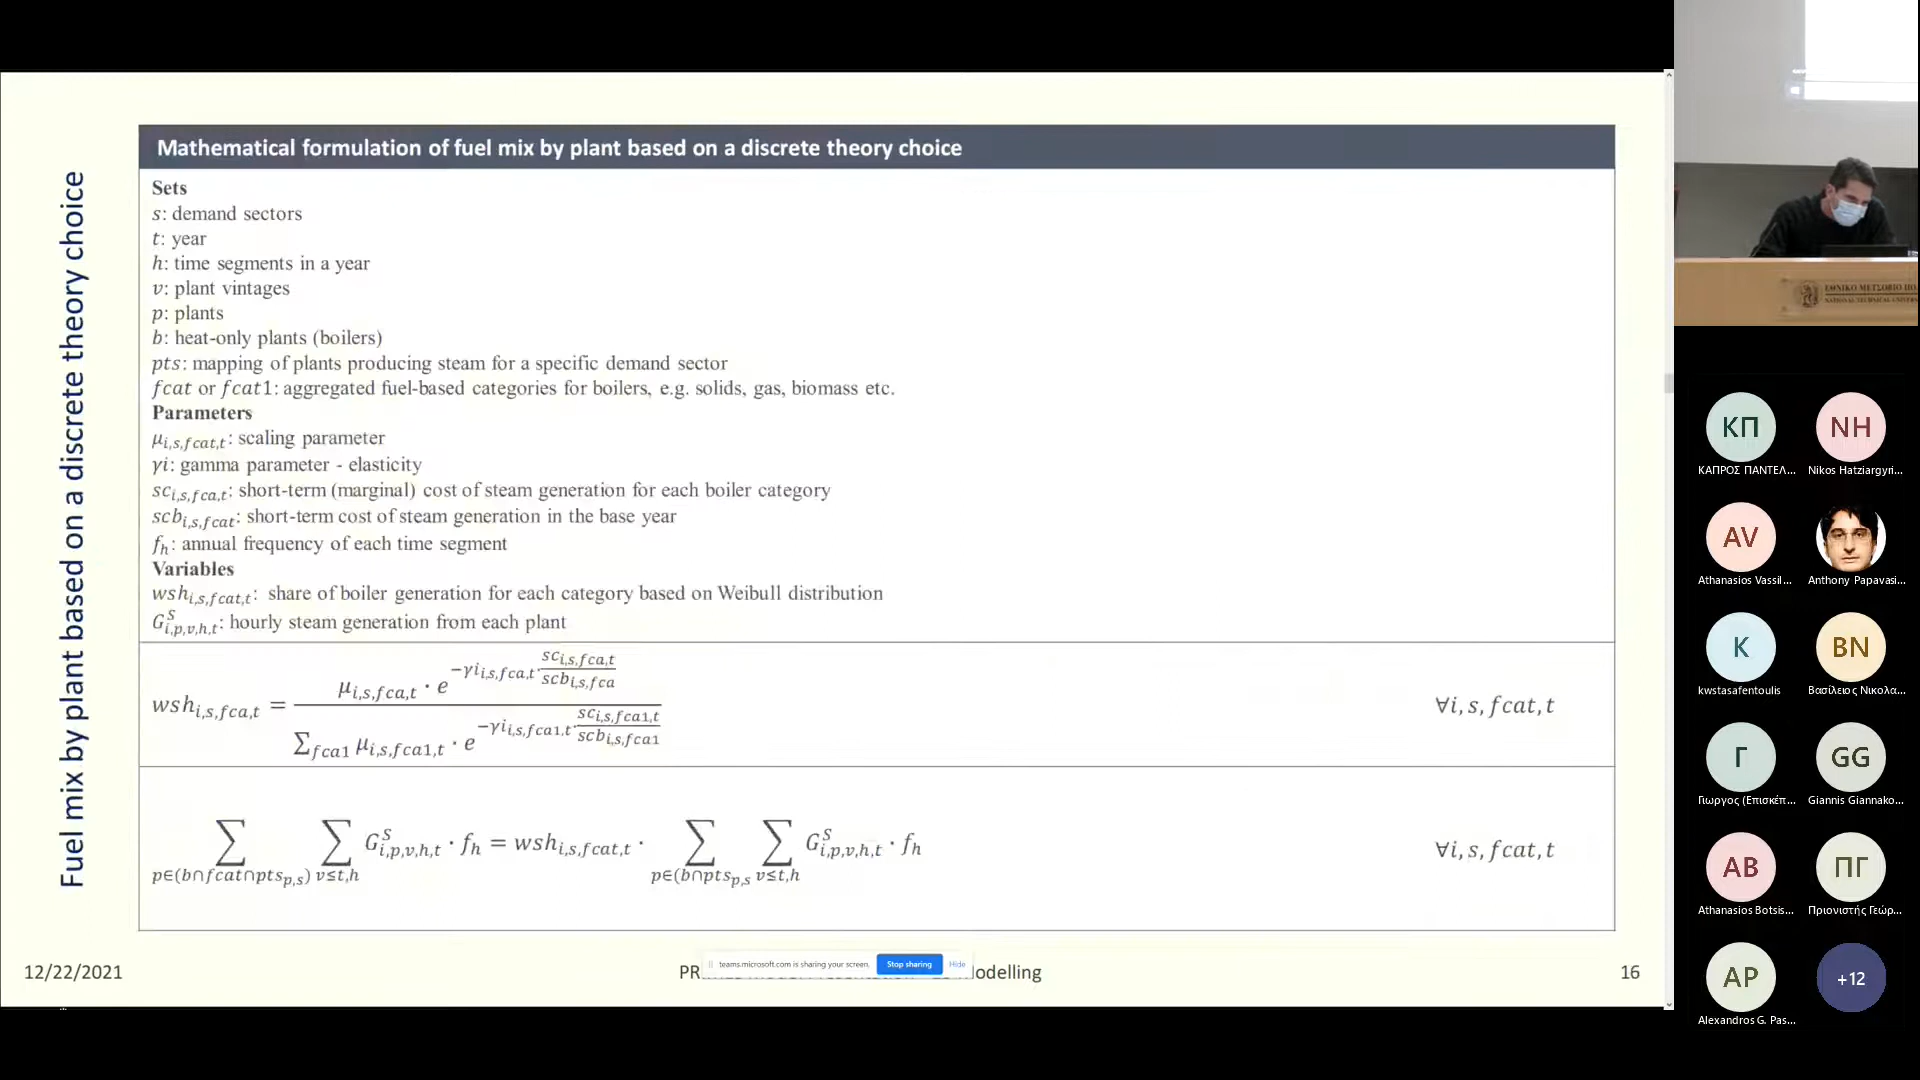 Fuel mix by plant based on a discrete theory choice
Mathematical formulation of fuel mix by plant based on a discrete theory choice
Sets
s: demand sectors
t: year
h: time segments in a year
v: plant vintages
p: plants
b: heat-only plants (boilers)
pts: mapping of plants producing steam for a specific demand sector
fcat or fcat1: aggregated fuel-based categories for boilers, e.g. solids, gas, biomass etc.
Parameters
μ_{i,s,fcat,t}: scaling parameter
γi: gamma parameter - elasticity
sc_{i,s,fca,t}: short-term (marginal) cost of steam generation for each boiler category
scb_{i,s,fcat}: short-term cost of steam generation in the base year
f_h: annual frequency of each time segment
Variables
wsh_{i,s,fcat,t}: share of boiler generation for each category based on Weibull distribution
G^S_{i,p,v,h,t}: hourly steam generation from each plant
wsh_{i,s,fca,t} = \frac{μ_{i,s,fca,t} · e^{-γi_{i,s,fca,t} · \frac{sc_{i,s,fca,t}}{scb_{i,s,fca}}}}{∑_{fca1} μ_{i,s,fca1,t} · e^{-γi_{i,s,fca1,t} · \frac{sc_{i,s,fca1,t}}{scb_{i,s,fca1}}}} ∀i,s,fcat,t
∑_{p∈(b∩fcat∩pts_{p,s})} ∑_{v≤t,h} G^S_{i,p,v,h,t} · f_h = wsh_{i,s,fcat,t} · ∑_{p∈(b∩pts_{p,s}} ∑_{v≤t,h} G^S_{i,p,v,h,t} · f_h ∀i,s,fcat,t
12/22/2021
PR
teams.microsoft.com is sharing your screen.
Stop sharing
Hide
odelling
16
ΕΘΝΙΚΟ ΜΕΤΣΟΒΙΟ ΠΟΛ
NATIONAL TECHNICAL UNIVERS
ΚΠ
ΚΑΠΡΟΣ ΠΑΝΤΕΛ...
NH
Nikos Hatziargyri...
AV
Athanasios Vassil...
Anthony Papavasi...
K
kwstasafentoulis
BN
Βασίλειος Νικολα...
Γ
Γιωργος (Επισκέπ...
GG
Giannis Giannako...
AB
Athanasios Botsis...
ΠΓ
Πριονιστής Γεώρ...
AP
Alexandros G. Pas...
+12